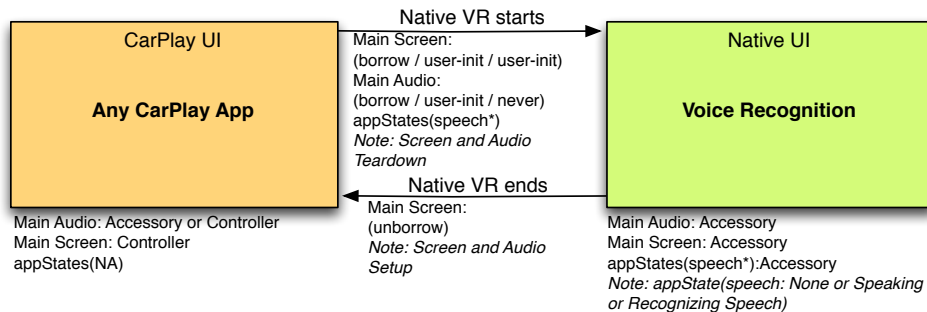 Native VR starts
CarPlay UI
Any CarPlay App
Main Screen:
(borrow / user-init / user-init)
Main Audio:
(borrow / user-init / never)
appStates(speech*)
Note: Screen and Audio
Teardown
Native UI
Voice Recognition
Native VR ends
Main Screen:
(unborrow)
Note: Screen and Audio
Setup
Main Audio: Accessory or Controller
Main Screen: Controller
appStates(NA)
Main Audio: Accessory
Main Screen: Accessory
appStates(speech*):Accessory
Note: appState(speech: None or Speaking
or Recognizing Speech)